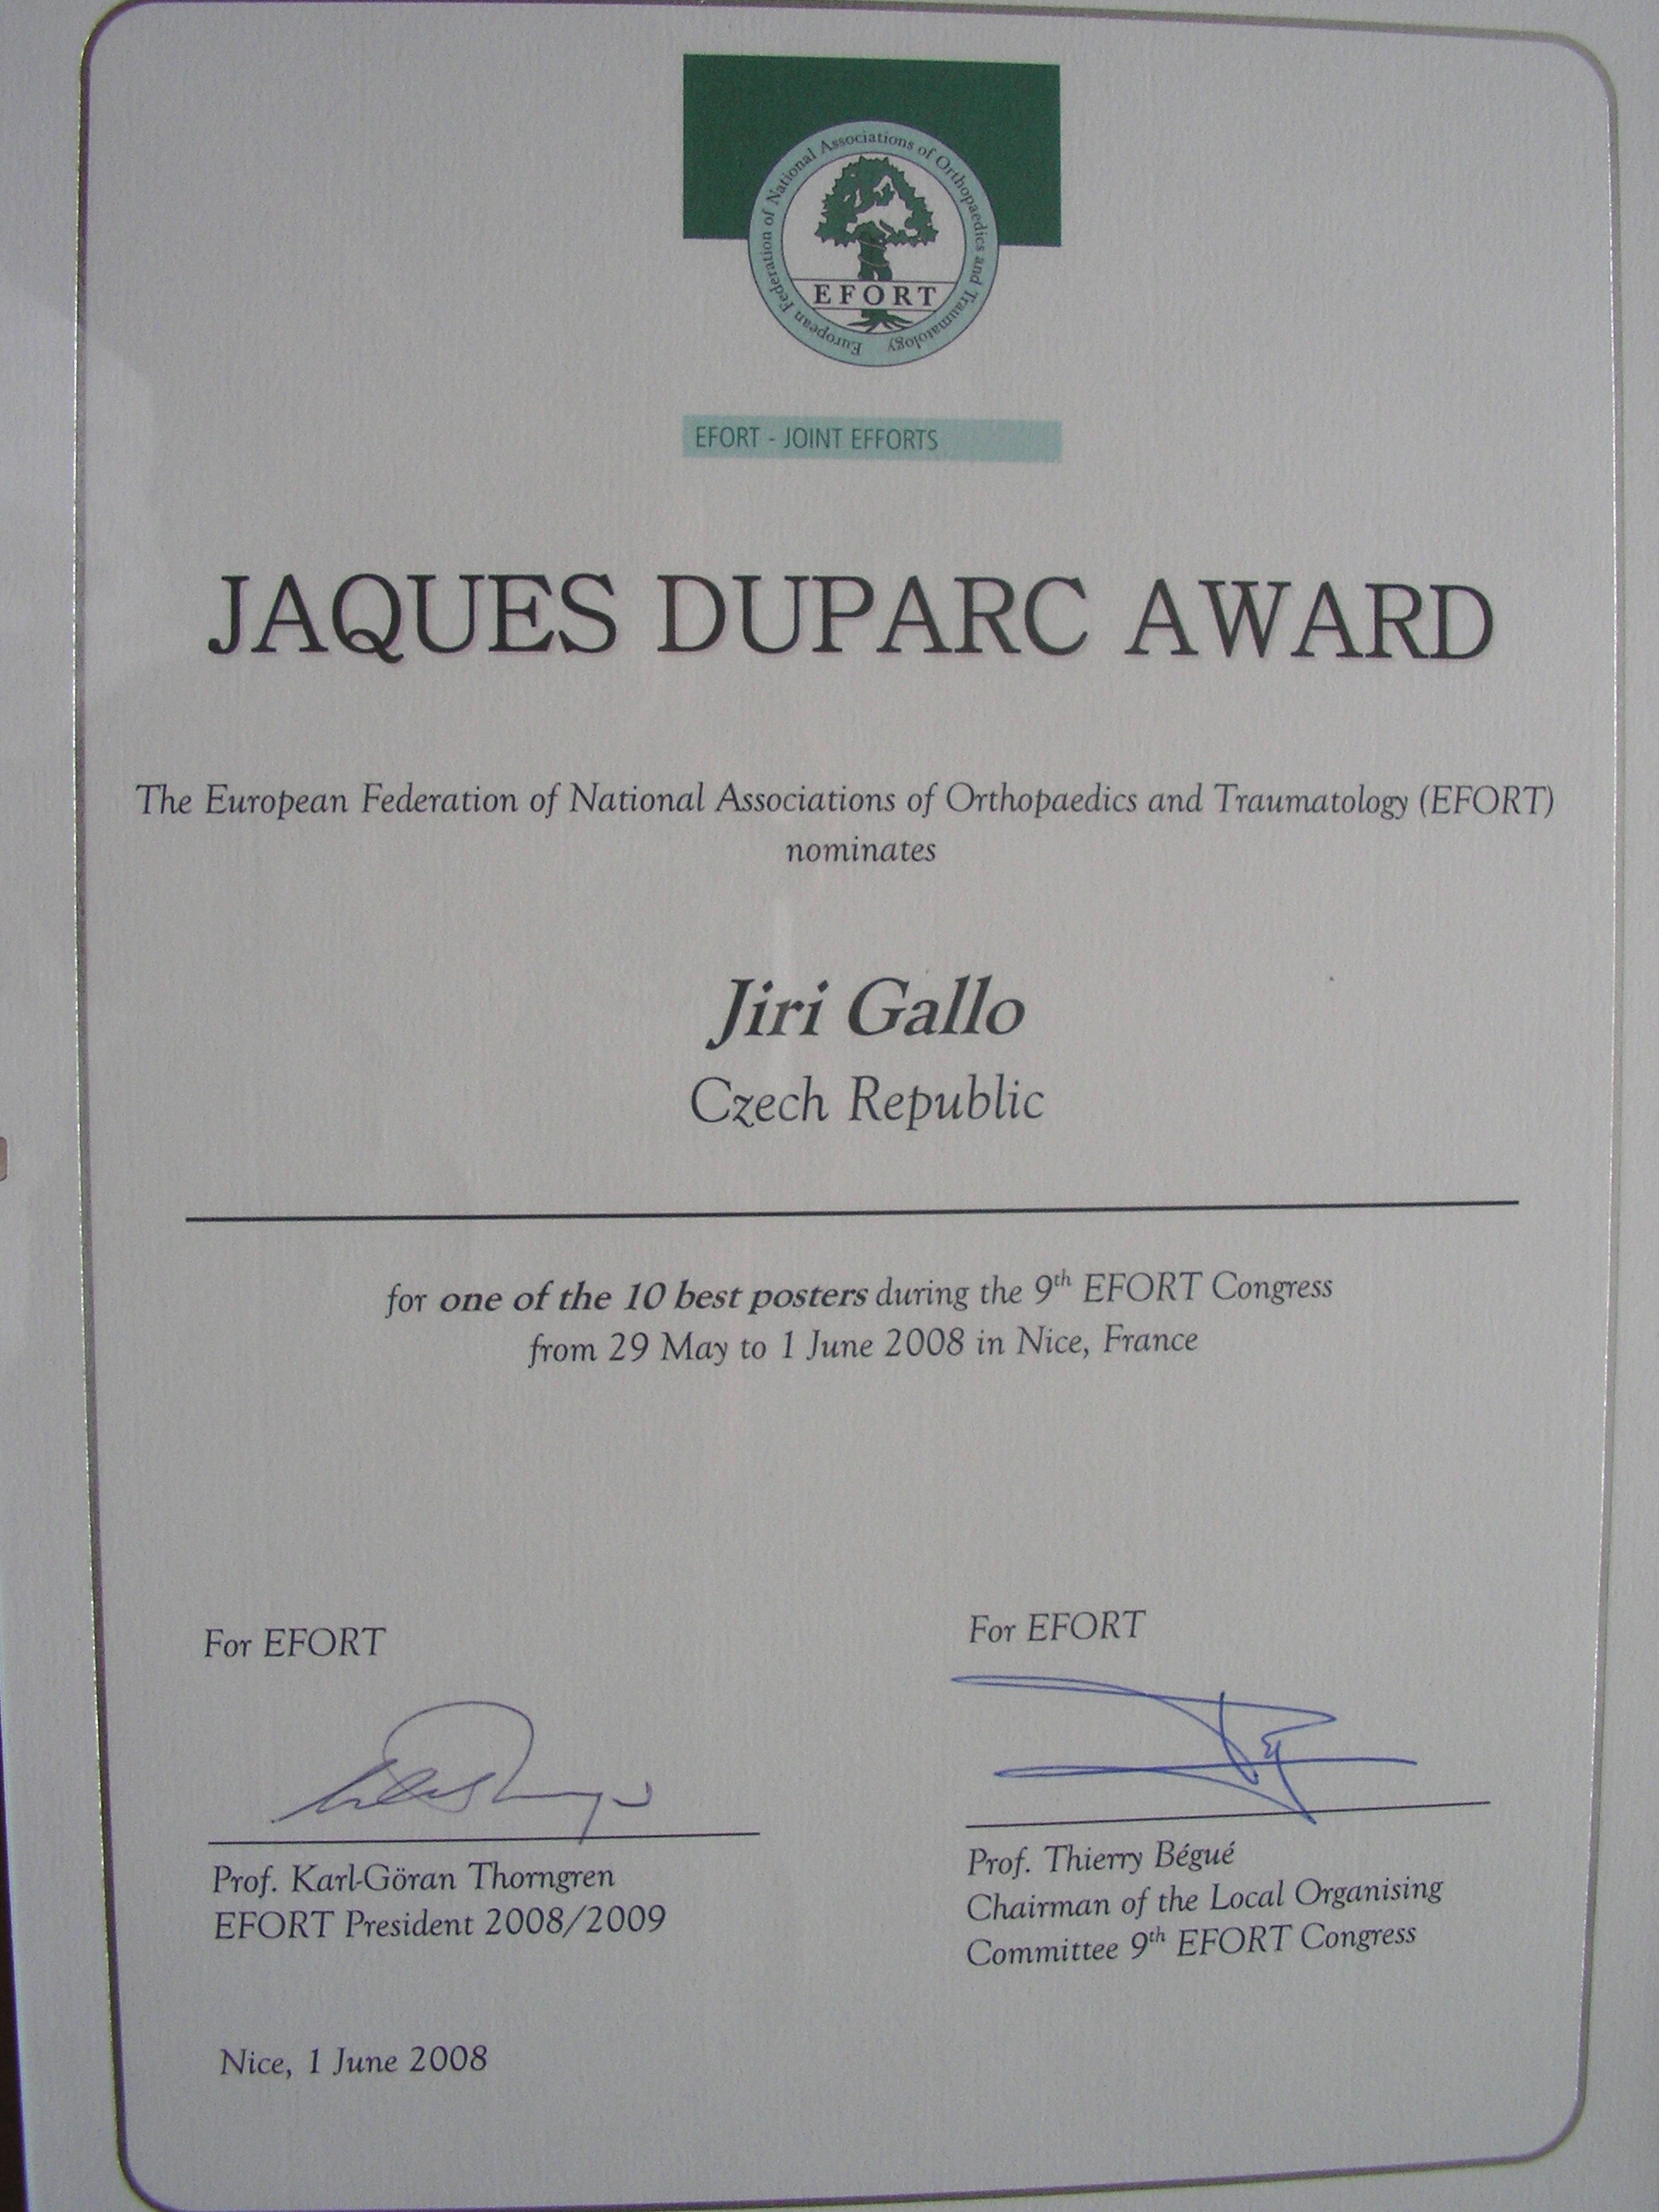 European Federation of National Associations of Orthopaedics and Traumatology
EFORT
EFORT - JOINT EFFORTS
JAQUES DUPARC AWARD
The European Federation of National Associations of Orthopaedics and Traumatology (EFORT)
nominates
Jiri Gallo
Czech Republic
for one of the 10 best posters during the 9th EFORT Congress
from 29 May to 1 June 2008 in Nice, France
For EFORT
Prof. Karl-Göran Thorngren
EFORT President 2008/2009
For EFORT
Prof. Thierry Bégué
Chairman of the Local Organising
Committee 9th EFORT Congress
Nice, 1 June 2008